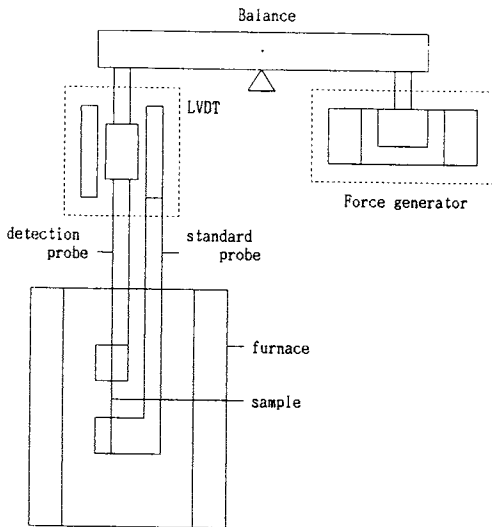 Balance
LVDT
Force generator
detection
probe
standard
probe
furnace
sample